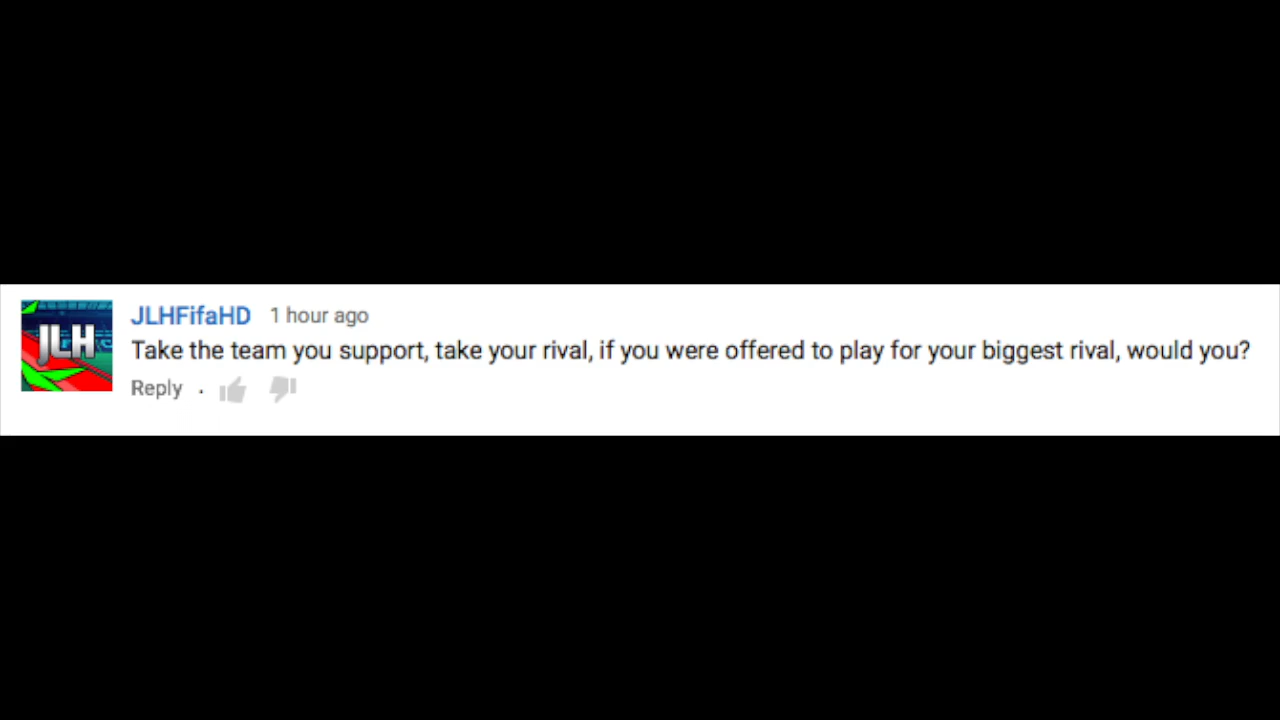 JLH
JLHFifaHD 1 hour ago
Take the team you support, take your rival, if you were offered to play for your biggest rival, would you?
Reply .